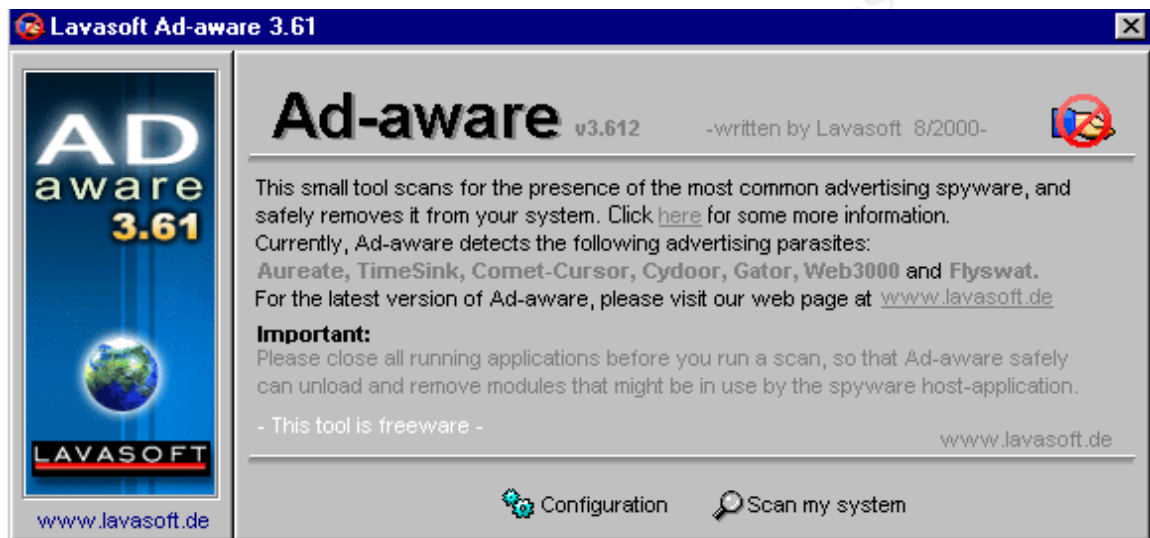 Lavasoft Ad-aware 3.61
AD
aware
3.61
LAVASOFT
www.lavasoft.de
Ad-aware v3.612 -written by Lavasoft 8/2000-
This small tool scans for the presence of the most common advertising spyware, and
safely removes it from your system. Click here for some more information.
Currently, Ad-aware detects the following advertising parasites:
Aureate, TimeSink, Comet-Cursor, Cydoor, Gator, Web3000 and Flyswat.
For the latest version of Ad-aware, please visit our web page at www.lavasoft.de
Important:
Please close all running applications before you run a scan, so that Ad-aware safely
can unload and remove modules that might be in use by the spyware host-application.
- This tool is freeware -
www.lavasoft.de
Configuration Scan my system